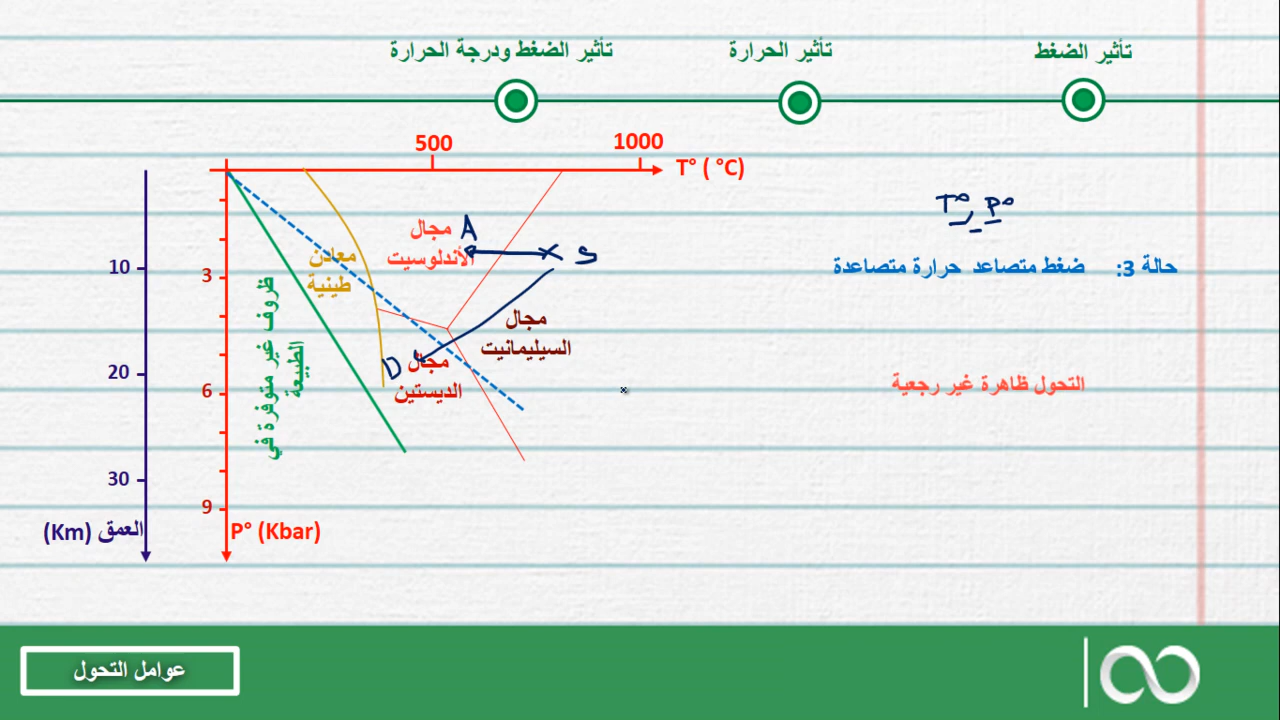 تأثير الضغط
تأثير الحرارة
تأثير الضغط ودرجة الحرارة
500
1000
T° ( °C)
T° , P°
حالة 3: ضغط متصاعد حرارة متصاعدة
التحول ظاهرة غير رجعية
مجال
الأندلوسيت
A
S
معادن
طينية
مجال
السيليمانيت
D
مجال
الديستين
ظروف غير متوفرة في
الطبيعة
10
20
30
3
6
9
العمق (Km)
P° (Kbar)
عوامل التحول